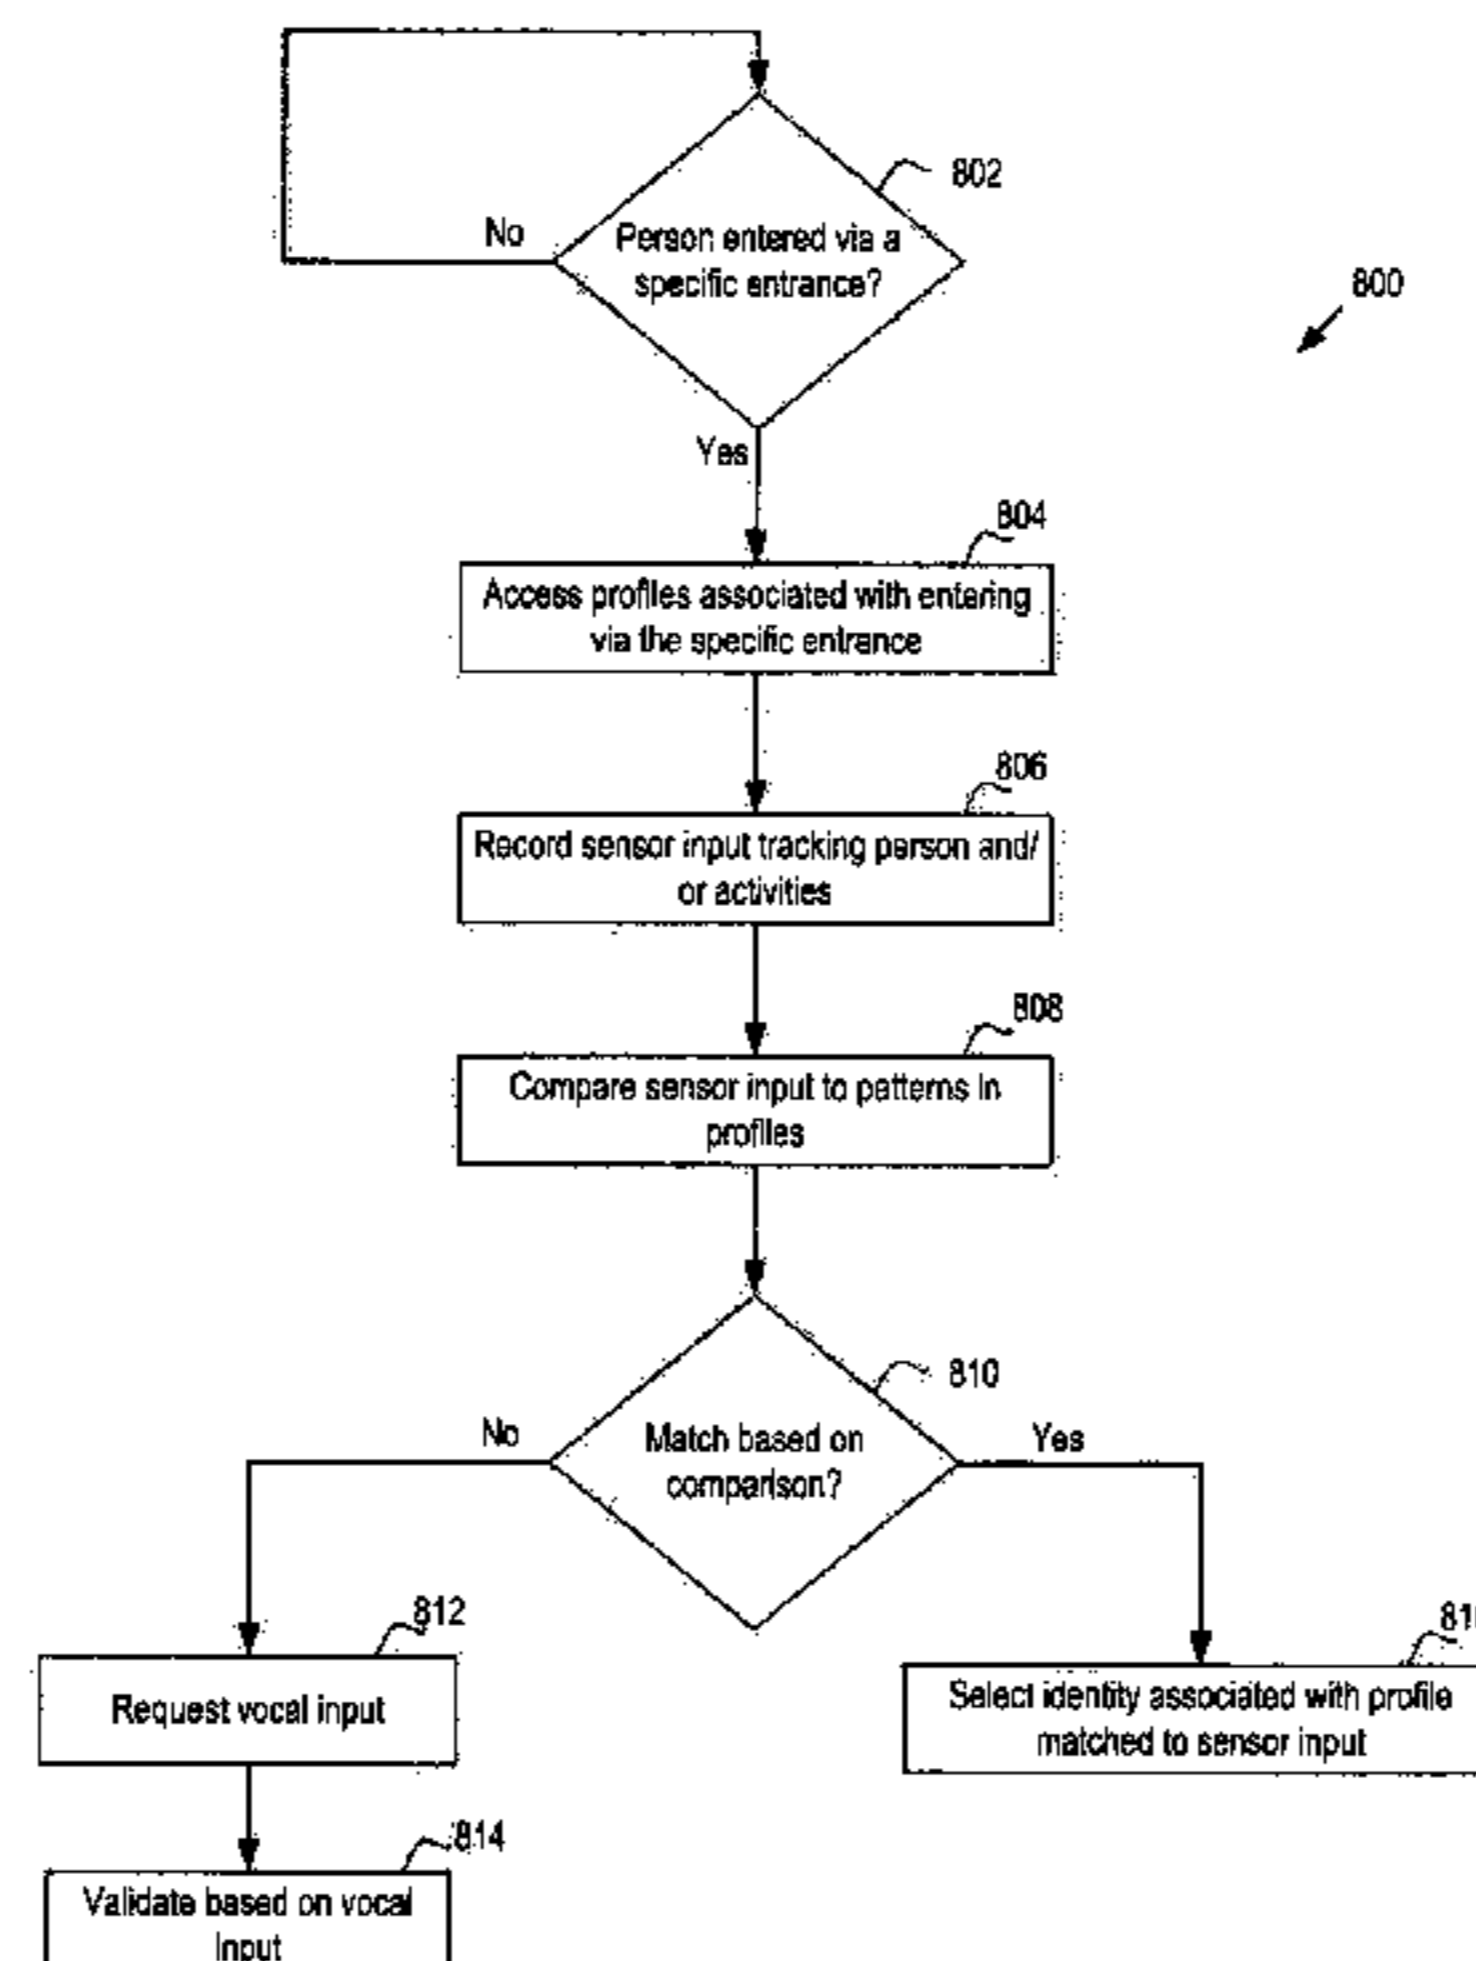 802
No
Person entered via a
specific entrance?
800
Yes
804
Access profiles associated with entering
via the specific entrance
806
Record sensor input tracking person and/
or activities
808
Compare sensor input to patterns in
profiles
810
No
Match based on
comparison?
Yes
812
Request vocal input
Select identity associated with profile
matched to sensor input
814
Validate based on vocal
input